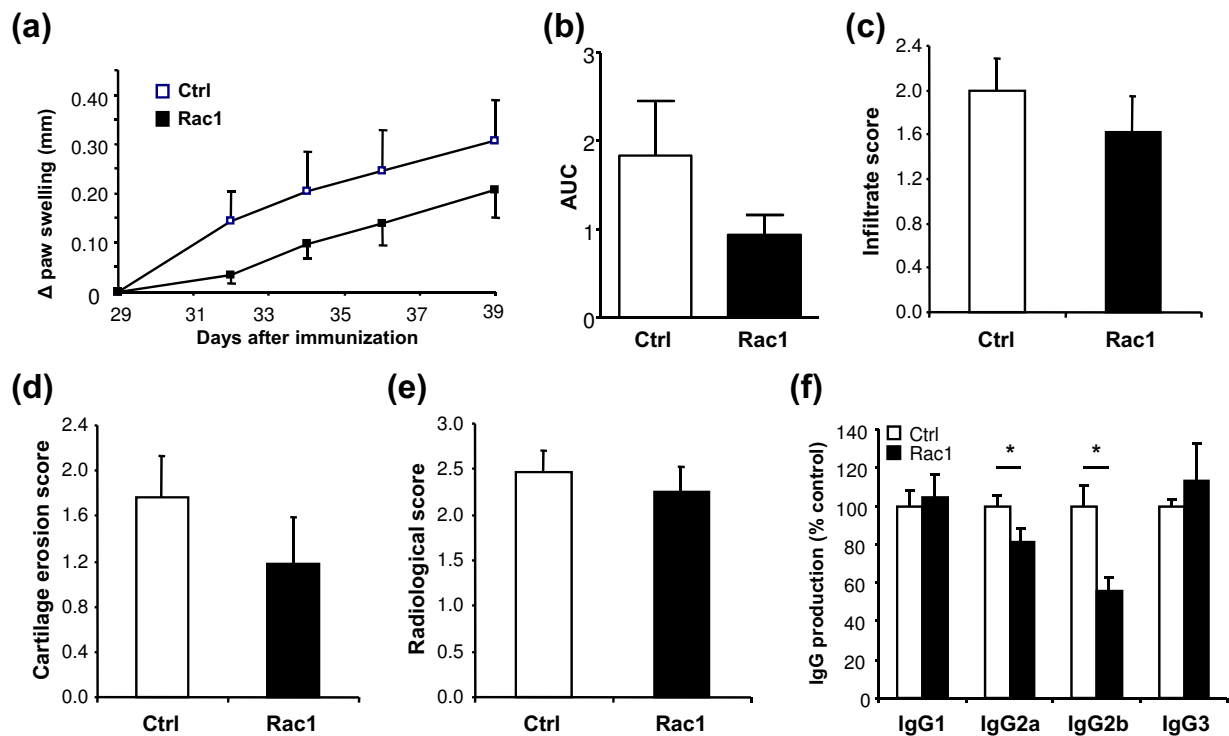 (a)
Δ paw swelling (mm)
0.40
0.30
0.20
0.10
0
Ctrl
Rac1
29 31 33 35 37 39
Days after immunization
(b)
AUC
3
2
1
0
Ctrl Rac1
(c)
Infiltrate score
2.4
2.0
1.6
1.2
0.8
0.4
0.0
Ctrl Rac1
(d)
Cartilage erosion score
2.4
2.0
1.6
1.2
0.8
0.4
0.0
Ctrl Rac1
(e)
Radiological score
3.0
2.5
2.0
1.5
1.0
0.5
0.0
Ctrl Rac1
(f)
IgG production (% control)
140
120
100
80
60
40
20
0
Ctrl
Rac1
* *
IgG1 IgG2a IgG2b IgG3